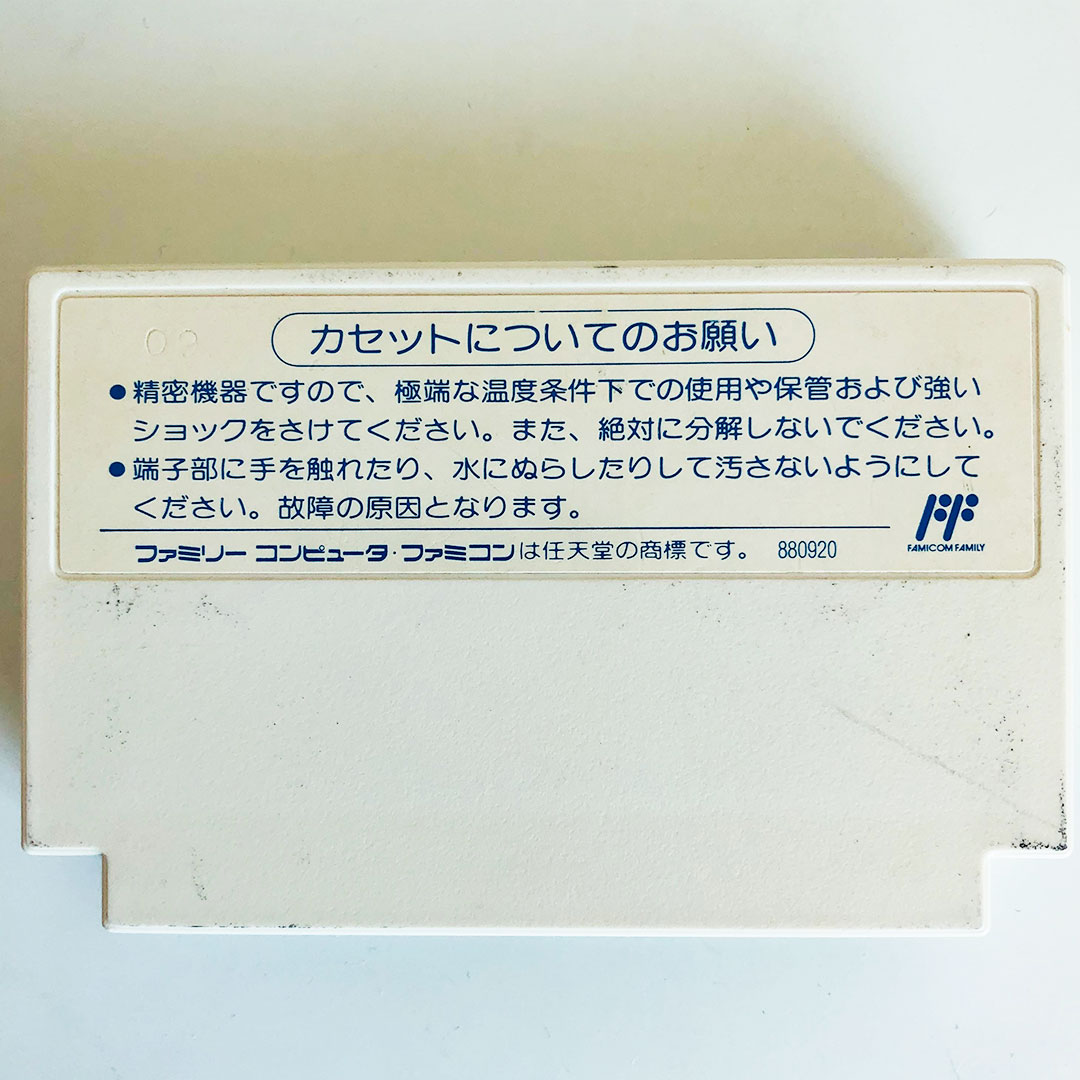 02
カセットについてのお願い
●精密機器ですので、極端な温度条件下での使用や保管および強い
ショックをさけてください。また、絶対に分解しないでください。
●端子部に手を触れたり、水にぬらしたりして汚さないようにして
ください。故障の原因となります。
FAMICOM FAMILY
ファミリー コンピュータ・ファミコンは任天堂の商標です。 880920